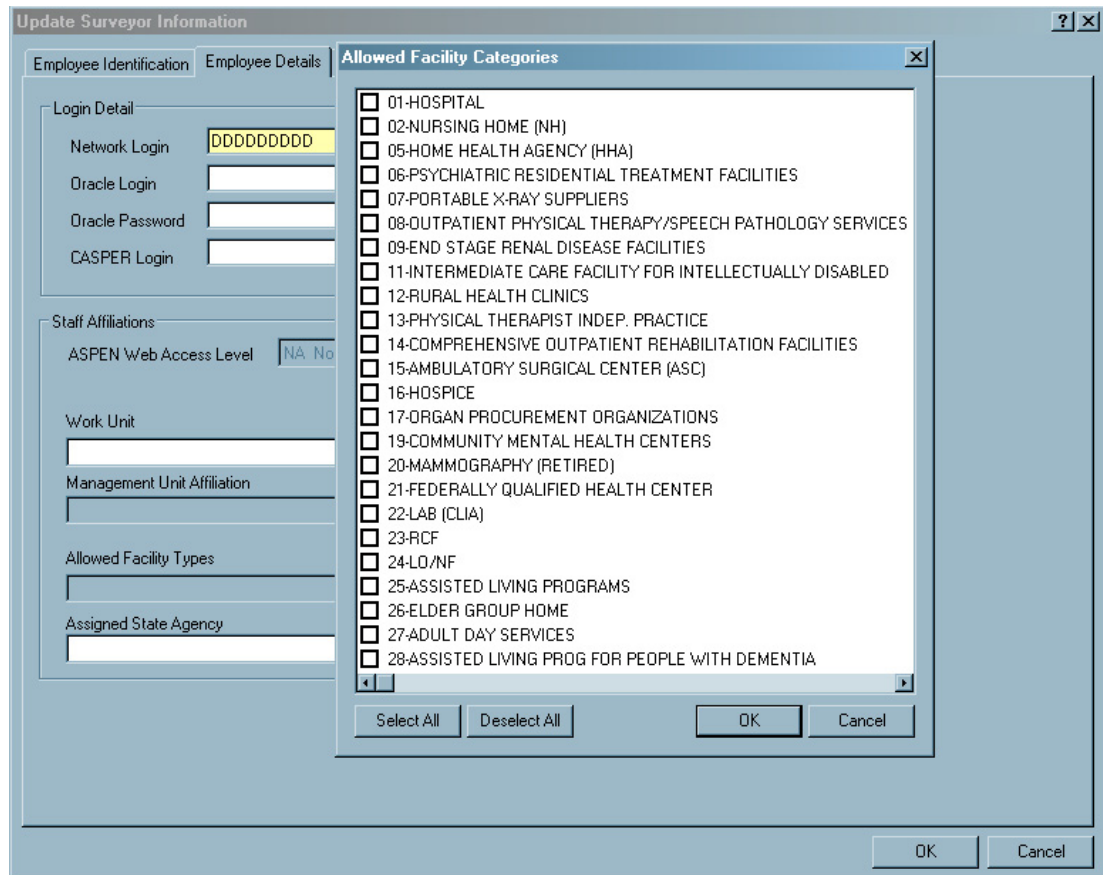 Update Surveyor Information
Employee Identification
Employee Details
Login Detail
Network Login
DDDDDDDDD
Oracle Login
Oracle Password
CASPER Login
Staff Affiliations
ASPEN Web Access Level
NA No
Work Unit
Management Unit Affiliation
Allowed Facility Types
Assigned State Agency
Allowed Facility Categories
01-HOSPITAL
02-NURSING HOME (NH)
05-HOME HEALTH AGENCY (HHA)
06-PSYCHIATRIC RESIDENTIAL TREATMENT FACILITIES
07-PORTABLE X-RAY SUPPLIERS
08-OUTPATIENT PHYSICAL THERAPY/SPEECH PATHOLOGY SERVICES
09-END STAGE RENAL DISEASE FACILITIES
11-INTERMEDIATE CARE FACILITY FOR INTELLECTUALLY DISABLED
12-RURAL HEALTH CLINICS
13-PHYSICAL THERAPIST INDEP. PRACTICE
14-COMPREHENSIVE OUTPATIENT REHABILITATION FACILITIES
15-AMBULATORY SURGICAL CENTER (ASC)
16-HOSPICE
17-ORGAN PROCUREMENT ORGANIZATIONS
19-COMMUNITY MENTAL HEALTH CENTERS
20-MAMMOGRAPHY (RETIRED)
21-FEDERALLY QUALIFIED HEALTH CENTER
22-LAB (CLIA)
23-RCF
24-LO/NF
25-ASSISTED LIVING PROGRAMS
26-ELDER GROUP HOME
27-ADULT DAY SERVICES
28-ASSISTED LIVING PROG FOR PEOPLE WITH DEMENTIA
Select All
Deselect All
OK
Cancel
OK
Cancel